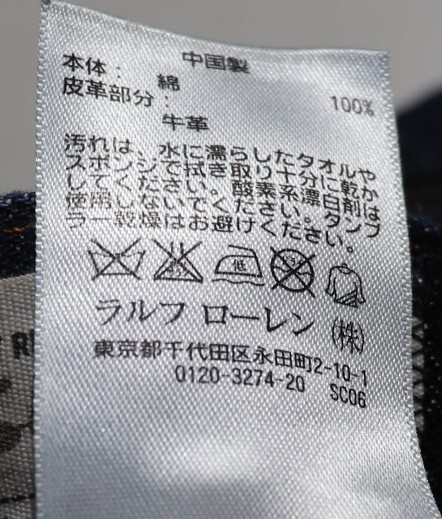 中国製
本体: 綿 100%
皮革部分:
牛革
汚れは、水に濡らしたタオルや
スポンジで拭き取り十分に乾か
してください。酸素系漂白剤は
使用しないでください。タンブ
ラー乾燥はお避けください。
低
ラルフ ローレン (株)
東京都千代田区永田町2-10-1
0120-3274-20 SC06